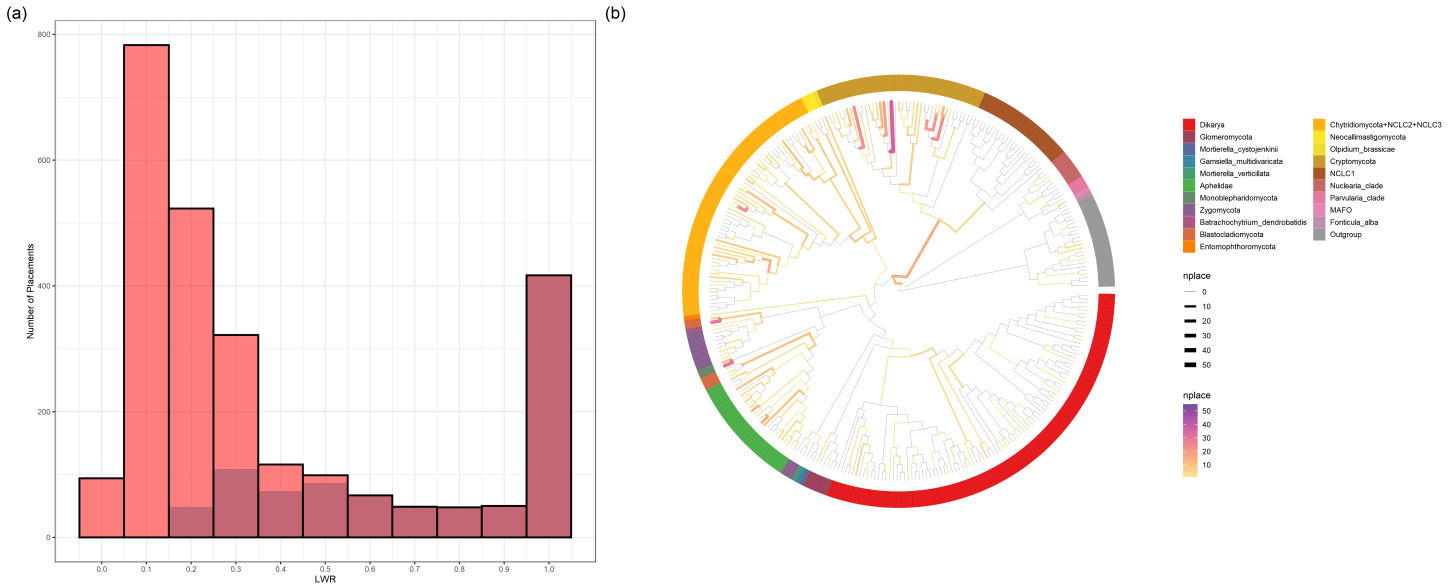 (a)
800
600
400
200
0
Number of Placements
0.0 0.1 0.2 0.3 0.4 0.5 0.6 0.7 0.8 0.9 1.0
LWR
(b)
Dikarya
Glomeromycota
Mortierella_cystojenkinii
Gamsiella_multidivaricata
Mortierella_verticillata
Aphelidae
Monoblepharidomycota
Zygomycota
Batrachochytrium_dendrobatidis
Blastocladiomycota
Entomophthoromycota
Chytridiomycota+NCLC2+NCLC3
Neocallimastigomycota
Olpidium_brassicae
Cryptomycota
NCLC1
Nuclearia_clade
Parvularia_clade
MAFO
Fonticula_alba
Outgroup
nplace
0
10
20
30
40
50
nplace
50
40
30
20
10